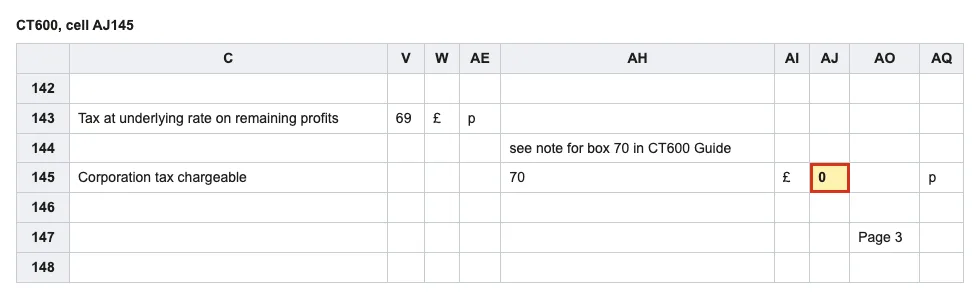 CT600, cell AJ145
C V W AE AH AI AJ AO AQ
142
143 Tax at underlying rate on remaining profits 69 £ p
144 see note for box 70 in CT600 Guide
145 Corporation tax chargeable 70 £ 0 p
146
147 Page 3
148